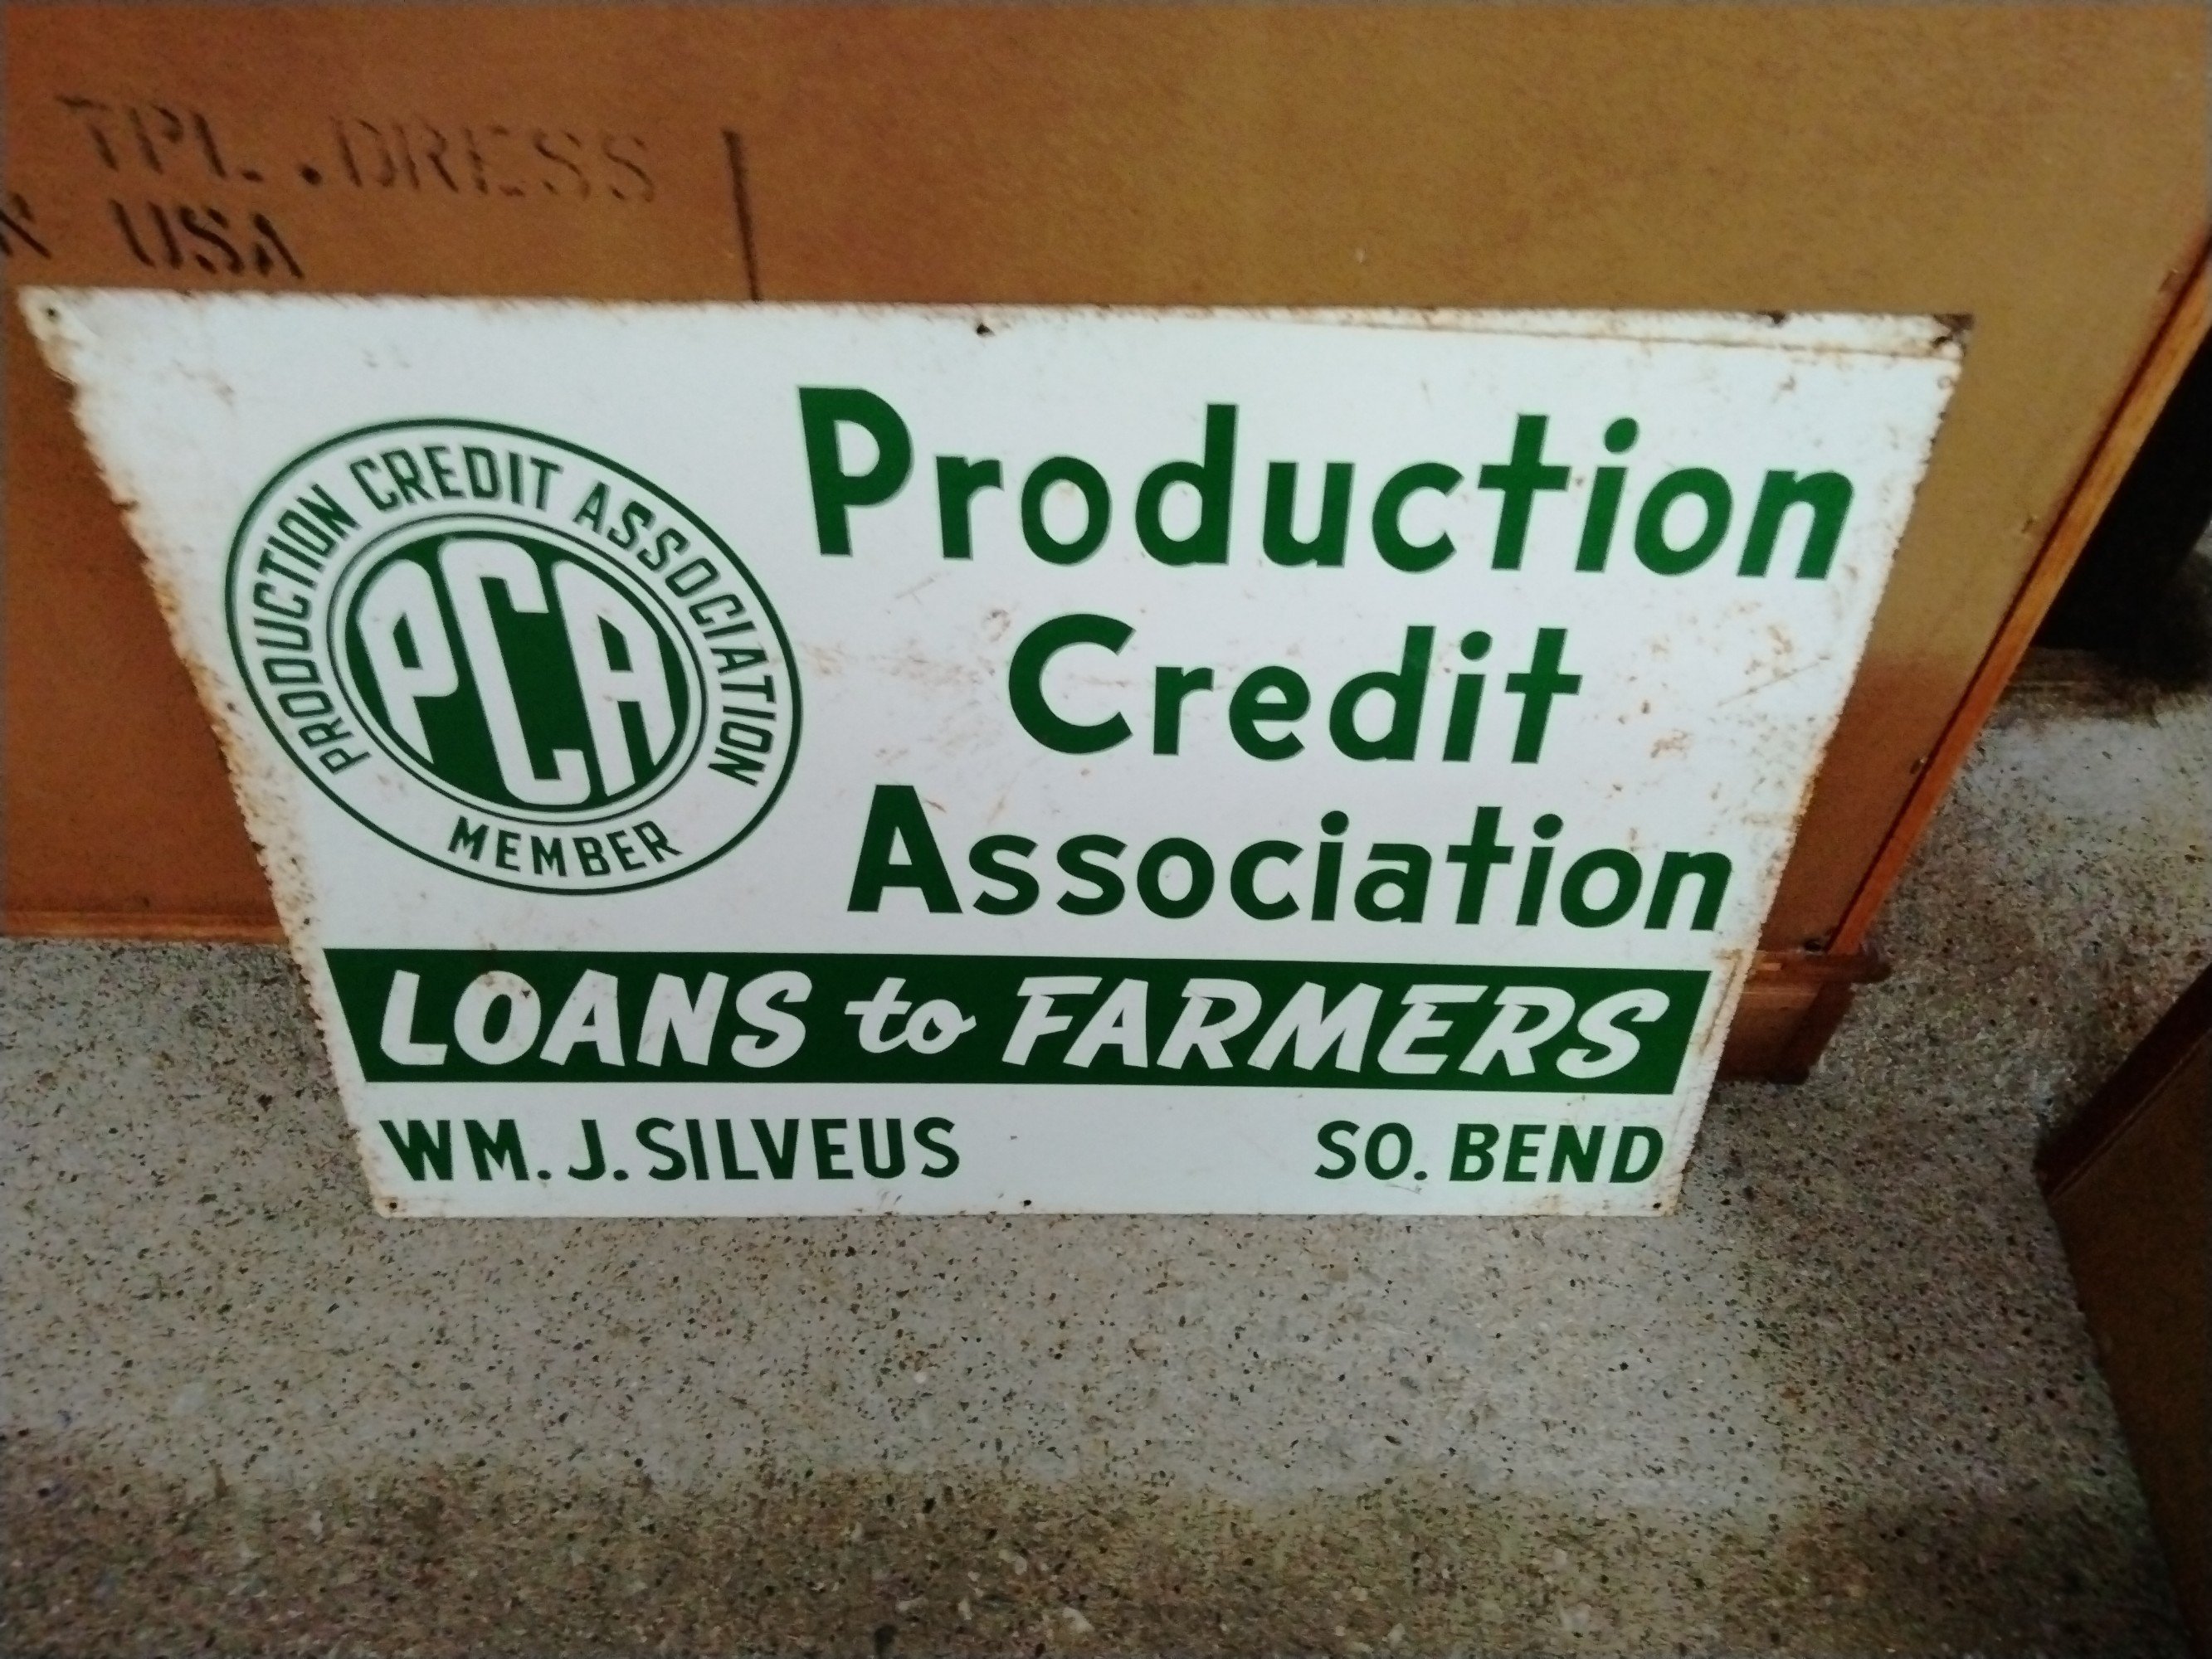 TPL. DRESS
USA
PRODUCTION CREDIT ASSOCIATION
PCA
MEMBER
Production
Credit
Association
LOANS to FARMERS
WM. J. SILVEUS SO. BEND